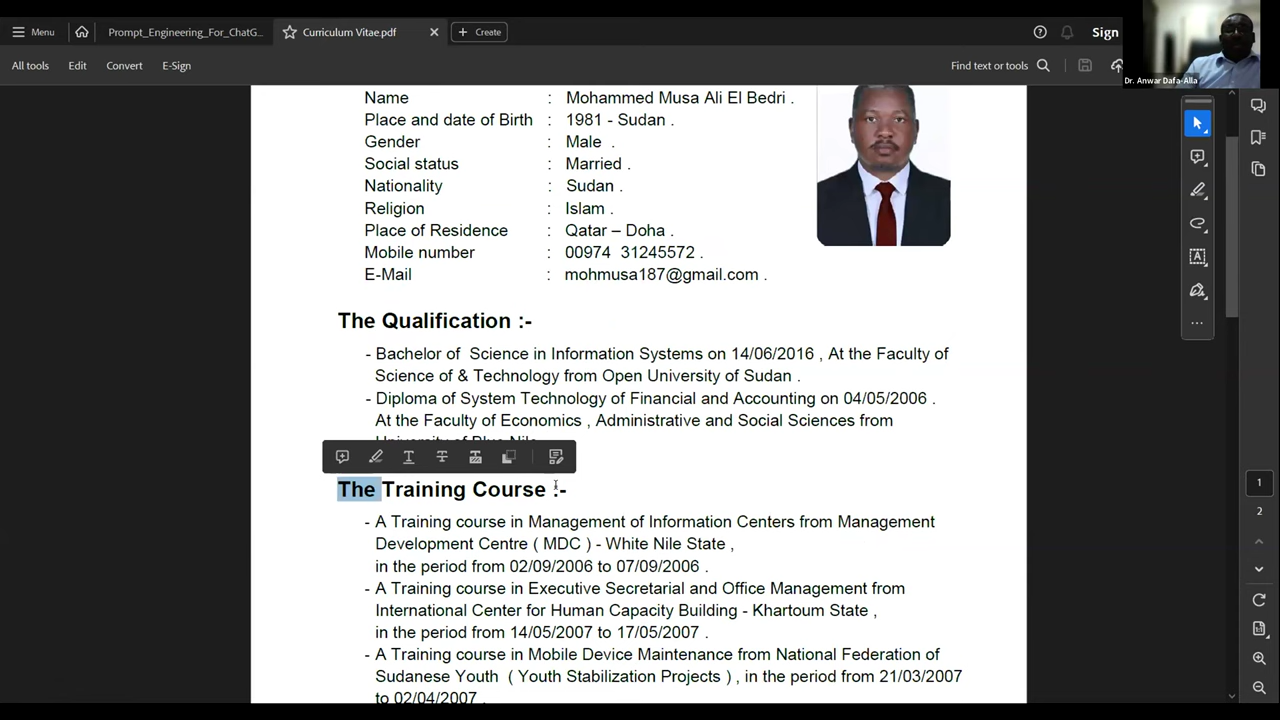 Menu
Prompt_Engineering_For_ChatG...
Curriculum Vitae.pdf
Create
Sign
All tools
Edit
Convert
E-Sign
Find text or tools
Dr. Anwar Dafa-Alla
Name : Mohammed Musa Ali El Bedri .
Place and date of Birth : 1981 - Sudan .
Gender : Male .
Social status : Married .
Nationality : Sudan .
Religion : Islam .
Place of Residence : Qatar – Doha .
Mobile number : 00974 31245572 .
E-Mail : mohmusa187@gmail.com .
The Qualification :-
- Bachelor of Science in Information Systems on 14/06/2016 , At the Faculty of
Science of & Technology from Open University of Sudan .
- Diploma of System Technology of Financial and Accounting on 04/05/2006 .
At the Faculty of Economics , Administrative and Social Sciences from
University of Blue Nile
The Training Course :-
- A Training course in Management of Information Centers from Management
Development Centre ( MDC ) - White Nile State ,
in the period from 02/09/2006 to 07/09/2006 .
- A Training course in Executive Secretarial and Office Management from
International Center for Human Capacity Building - Khartoum State ,
in the period from 14/05/2007 to 17/05/2007 .
- A Training course in Mobile Device Maintenance from National Federation of
Sudanese Youth ( Youth Stabilization Projects ) , in the period from 21/03/2007
to 02/04/2007 .
1
2